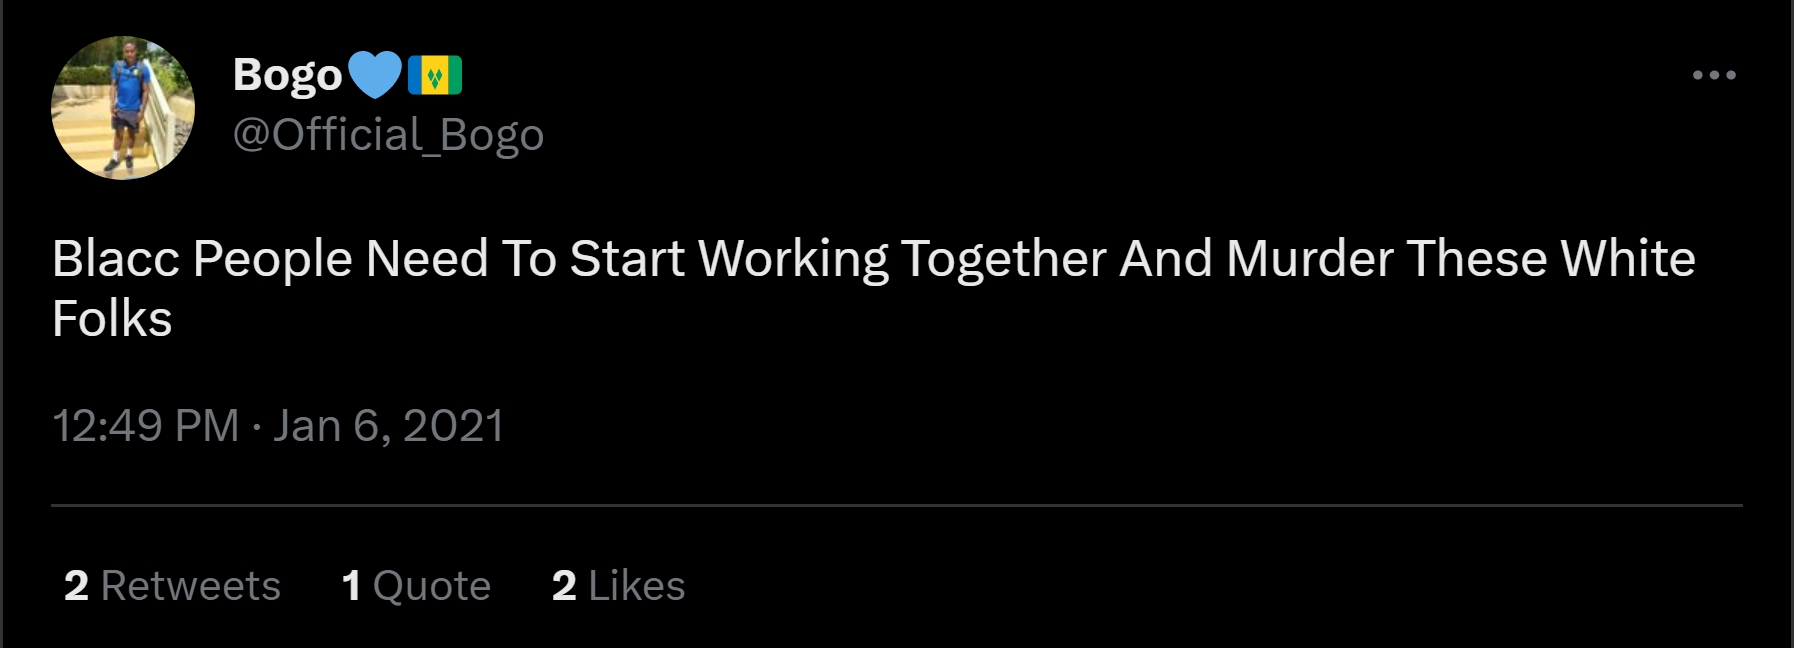 Bogo💙🇻🇨
@Official_Bogo
Blacc People Need To Start Working Together And Murder These White
Folks
12:49 PM · Jan 6, 2021
2 Retweets 1 Quote 2 Likes